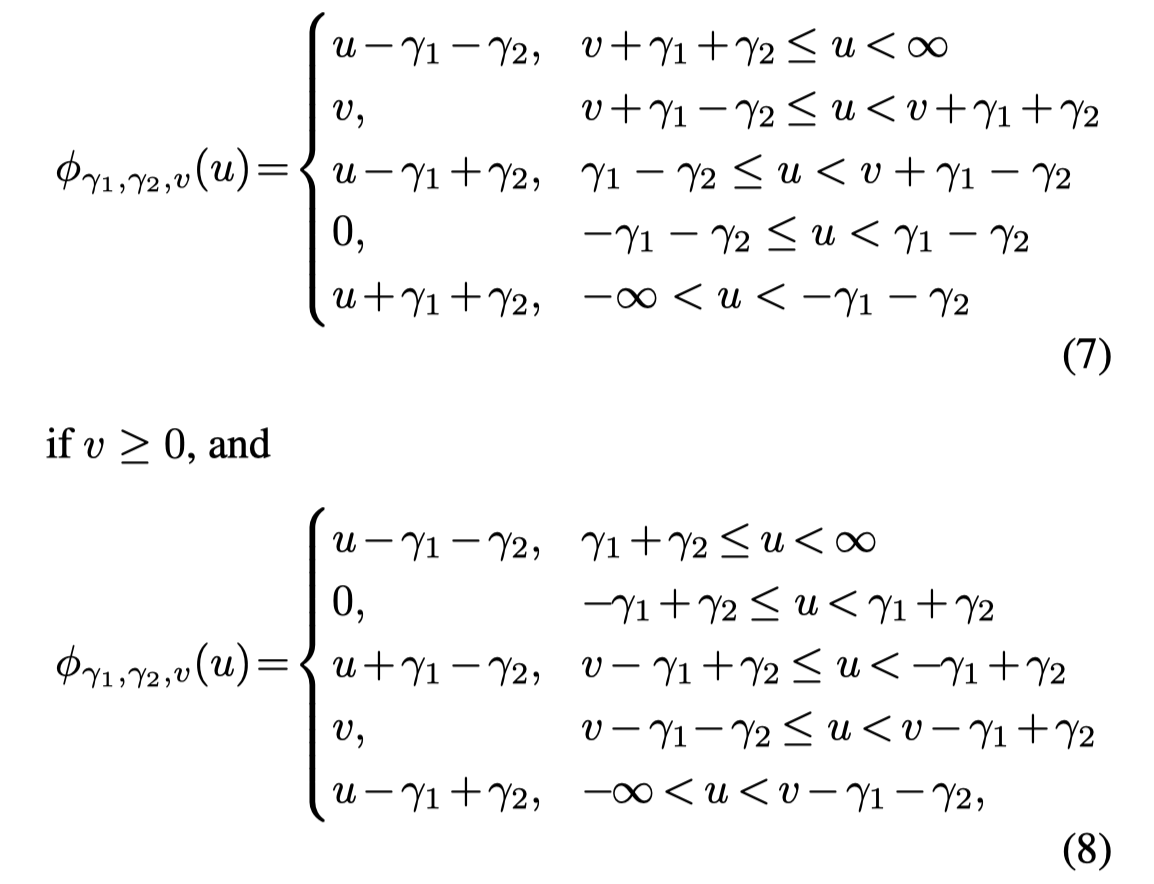 ϕ_{γ₁,γ₂,v}(u) = { u − γ₁ − γ₂, v + γ₁ + γ₂ ≤ u < ∞
v, v + γ₁ − γ₂ ≤ u < v + γ₁ + γ₂
u − γ₁ + γ₂, γ₁ − γ₂ ≤ u < v + γ₁ − γ₂
0, −γ₁ − γ₂ ≤ u < γ₁ − γ₂
u + γ₁ + γ₂, −∞ < u < −γ₁ − γ₂
(7)
if v ≥ 0, and
ϕ_{γ₁,γ₂,v}(u) = { u − γ₁ − γ₂, γ₁ + γ₂ ≤ u < ∞
0, −γ₁ + γ₂ ≤ u < γ₁ + γ₂
u + γ₁ − γ₂, v − γ₁ + γ₂ ≤ u < −γ₁ + γ₂
v, v − γ₁ − γ₂ ≤ u < v − γ₁ + γ₂
u − γ₁ + γ₂, −∞ < u < v − γ₁ − γ₂,
(8)